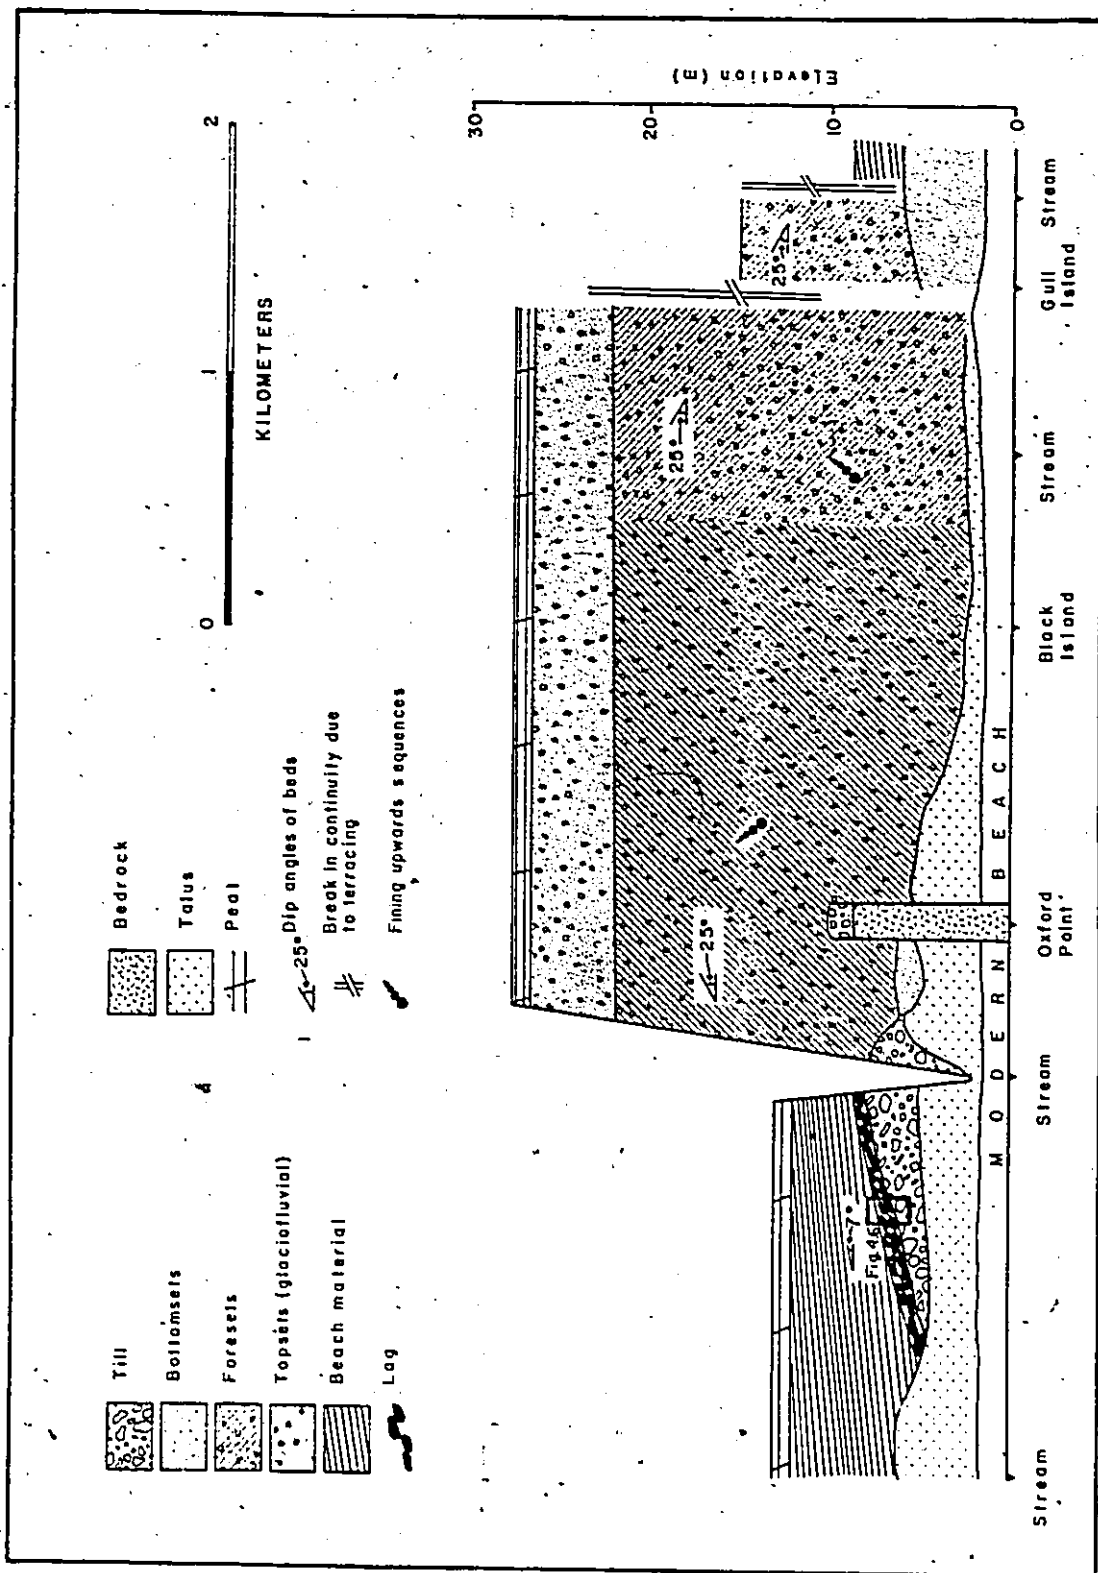 Till
Bottomsets
Foresets
Topsets (glaciofluvial)
Beach material
Lag
Bedrock
Talus
Peat
25° Dip angles of beds
Break in continuity due
to terracing
Fining upwards sequences
0 1 2
KILOMETERS
Elevation (m)
30
20
10
0
25°
25°
25°
7°
Fig. 4.6
MODERN BEACH
Stream
Stream
Oxford
Point
Black
Island
Stream
Gull
Island
Stream